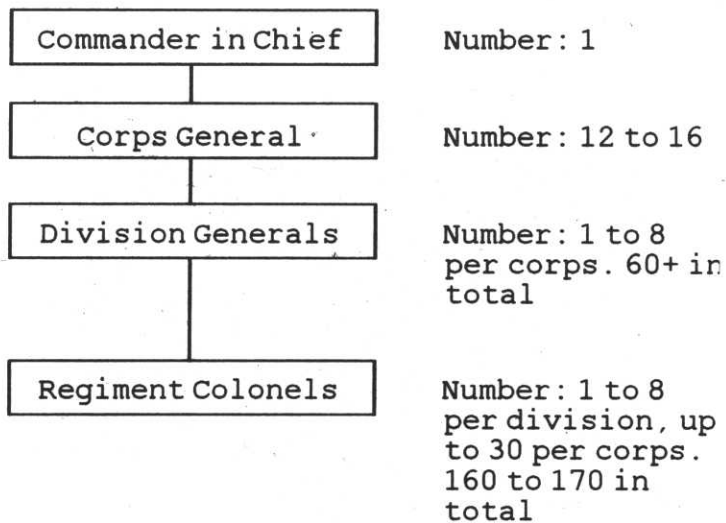 Commander in Chief
Number: 1
Corps General
Number: 12 to 16
Division Generals
Number: 1 to 8
per corps. 60+ in
total
Regiment Colonels
Number: 1 to 8
per division, up
to 30 per corps.
160 to 170 in
total